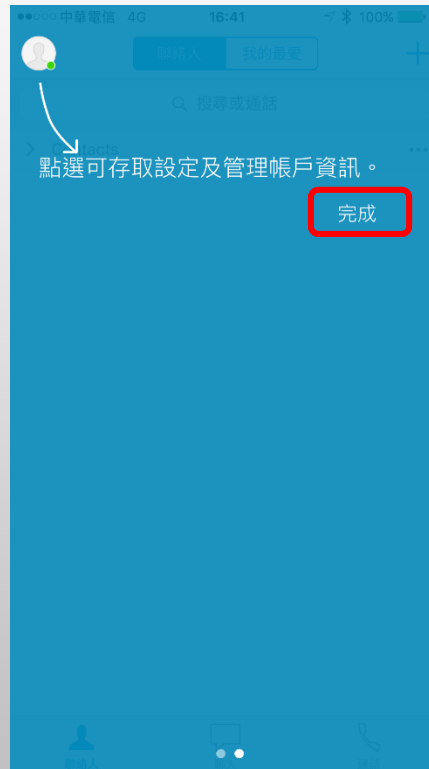 中華電信 4G 16:41 100%
聯絡人 我的最愛
搜尋或通話
Contacts
點選可存取設定及管理帳戶資訊。
完成
聯絡人